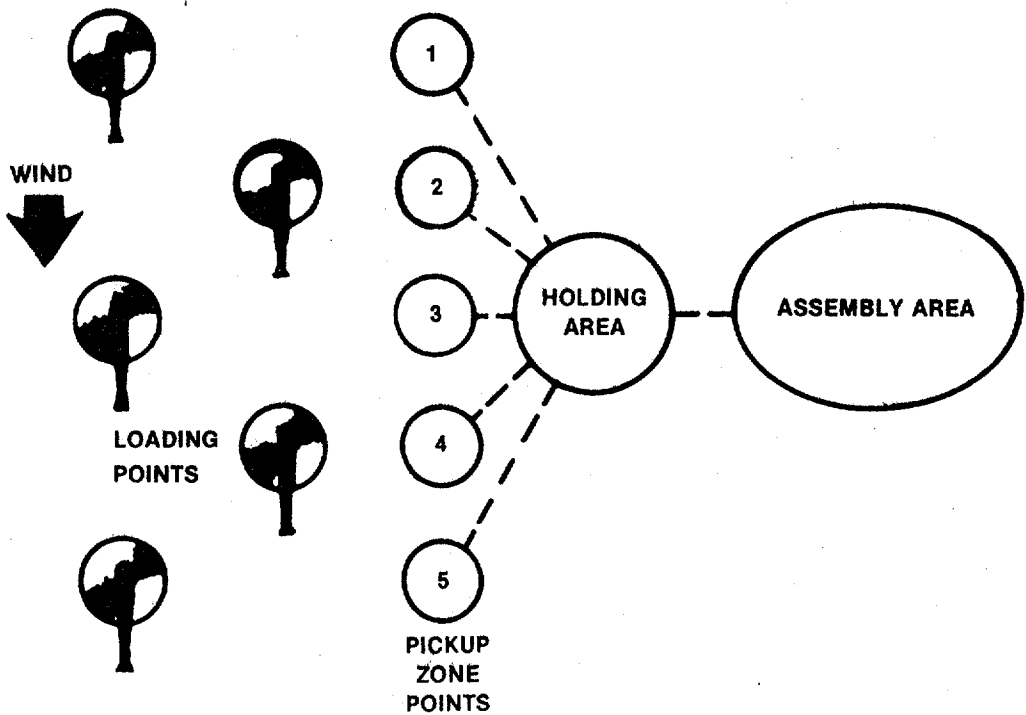 1
WIND
2
3
HOLDING
AREA
ASSEMBLY AREA
LOADING
POINTS
4
5
PICKUP
ZONE
POINTS